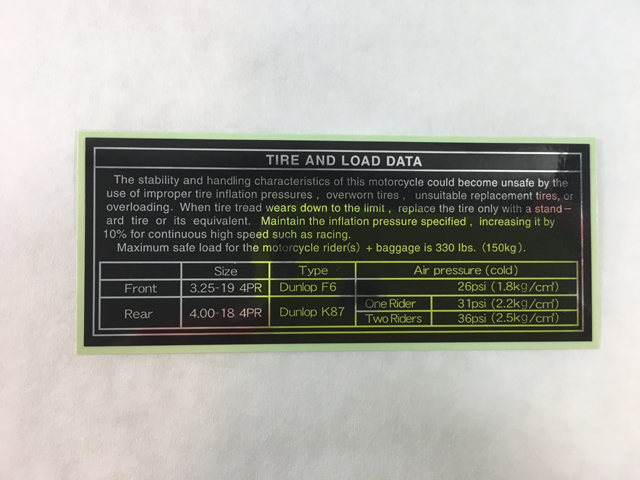 TIRE AND LOAD DATA
The stability and handling characteristics of this motorcycle could become unsafe by the
use of improper tire inflation pressures , overworn tires , unsuitable replacement tires, or
overloading. When tire tread wears down to the limit , replace the tire only with a stand—
ard tire or its equivalent. Maintain the inflation pressure specified , increasing it by
10% for continuous high speed such as racing.
Maximum safe load for the motorcycle rider(s) + baggage is 330 lbs. (150kg).
Size Type Air pressure (cold)
Front 3.25-19 4PR Dunlop F6 26psi (1.8kg/cm²)
Rear 4.00-18 4PR Dunlop K87 One Rider 31psi (2.2kg/cm²)
Two Riders 36psi (2.5kg/cm²)